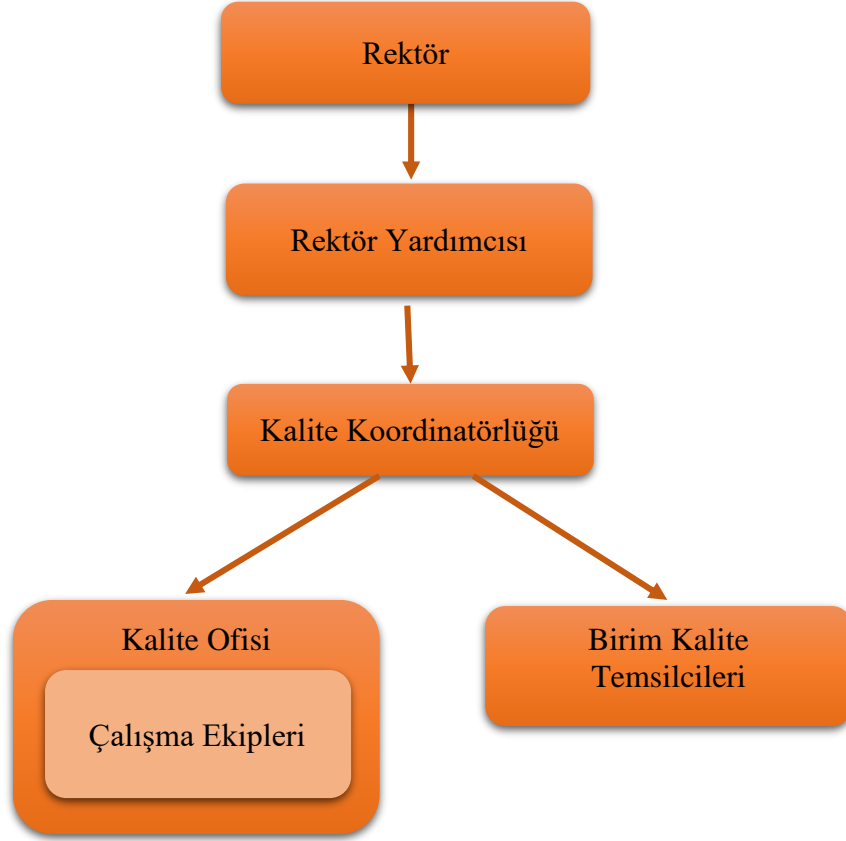 Rektör
Rektör Yardımcısı
Kalite Koordinatörlüğü
Kalite Ofisi
Çalışma Ekipleri
Birim Kalite
Temsilcileri